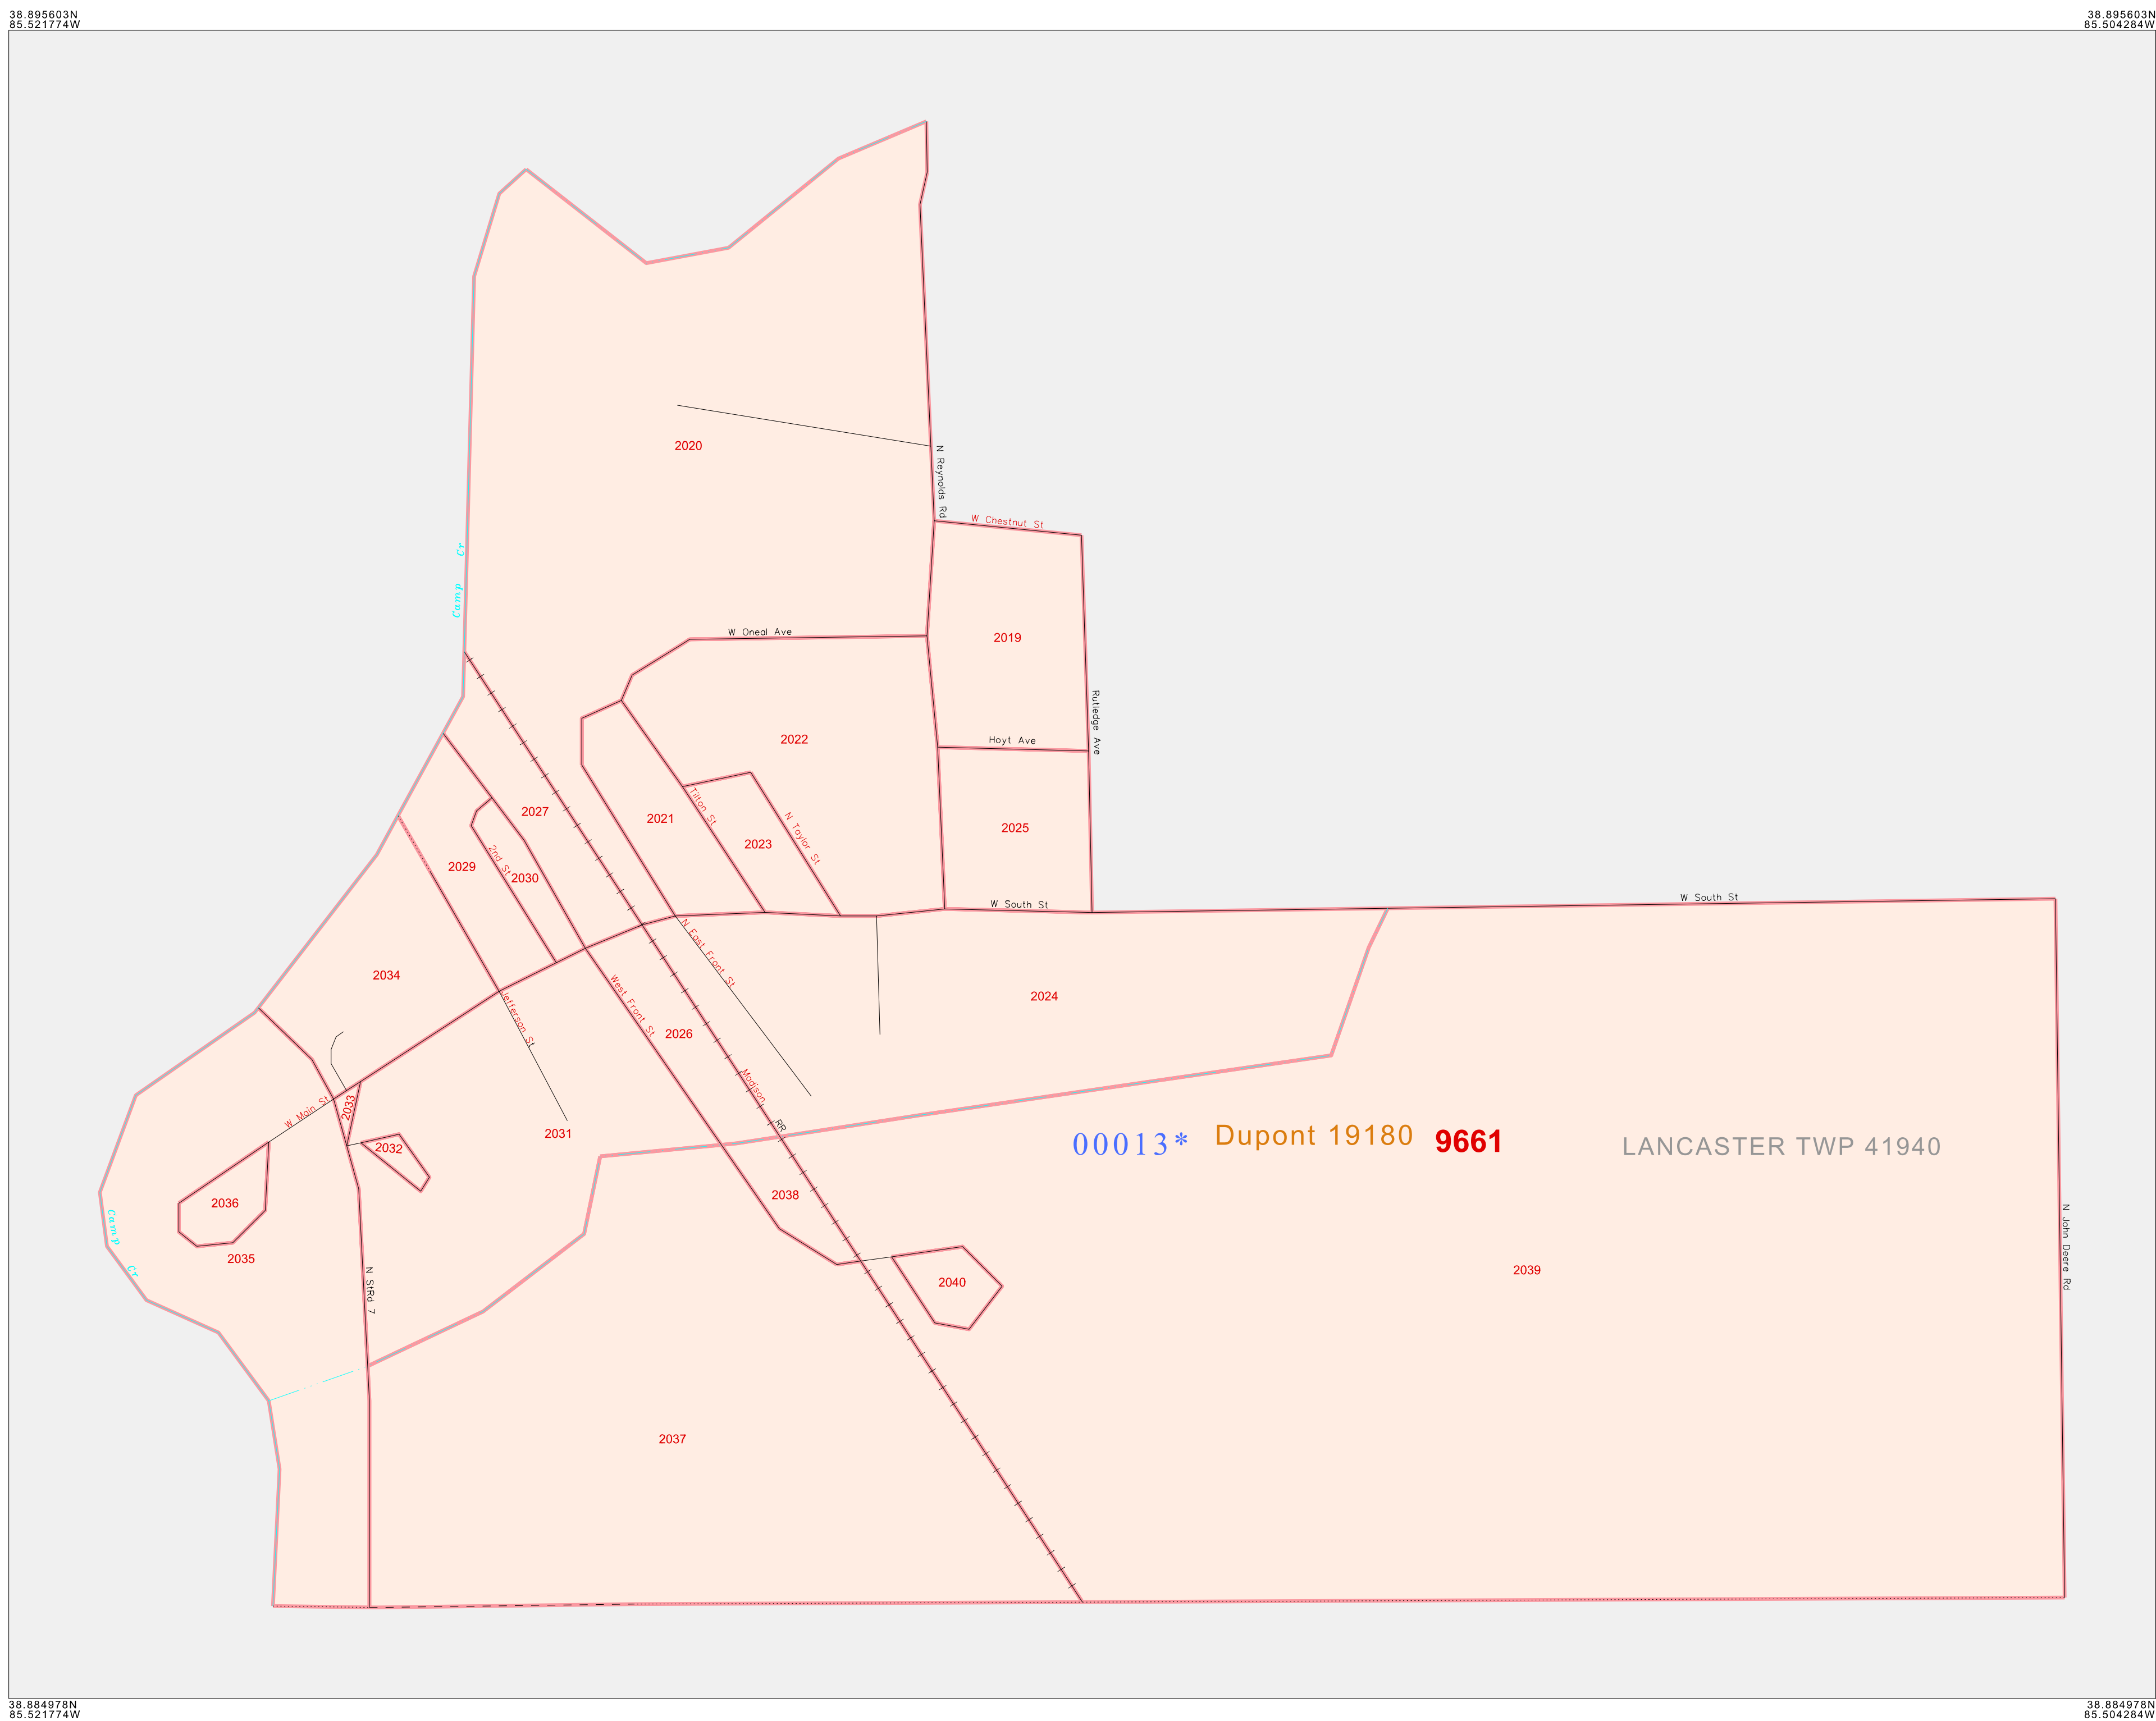 38.895603N
85.521774W
38.895603N
85.504284W
2020
N Reynolds Rd
W Chestnut St
Camp Cr
W Oneal Ave
2019
Rutledge Ave
2022
Hoyt Ave
2027
Tilton St
2021
N Taylor St
2025
2023
2nd St
2029
2030
W South St
W South St
N East Front St
2034
West Front St
2024
Jefferson St
2026
Madison RR
2033
W Main St
2031
00013*
Dupont 19180
9661
LANCASTER TWP 41940
2032
2036
2038
Camp Cr
N John Deere Rd
2035
N StRd 7
2039
2040
2037
38.884978N
85.521774W
38.884978N
85.504284W